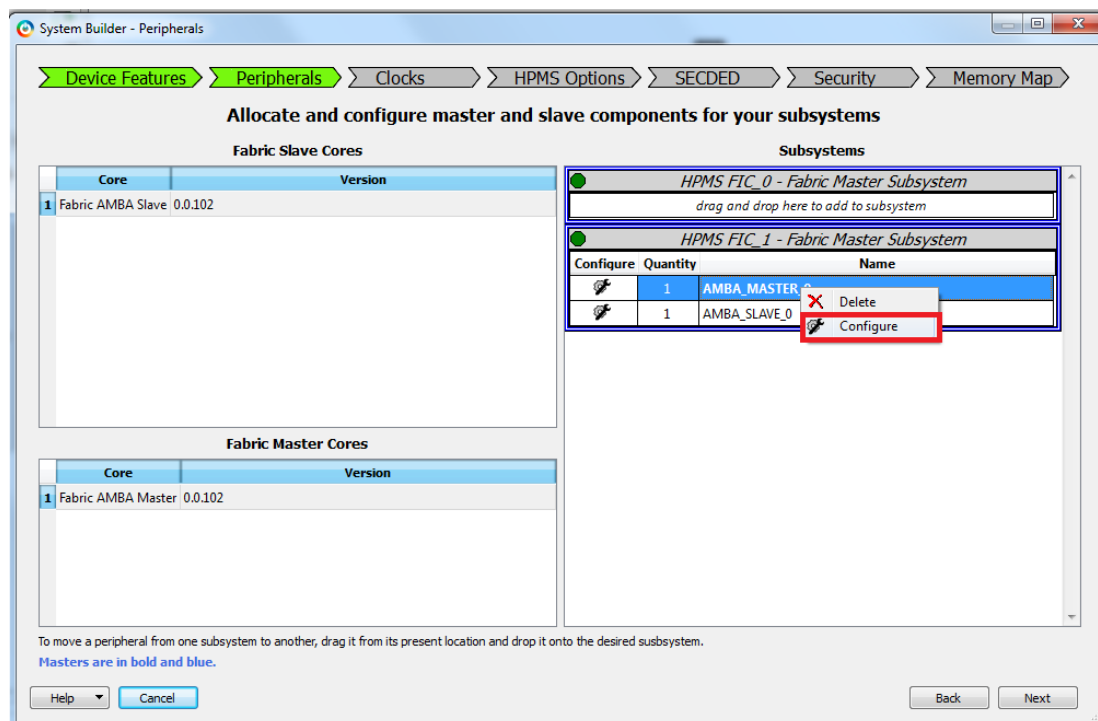 System Builder - Peripherals
Device Features Peripherals Clocks HPMS Options SECDED Security Memory Map
Allocate and configure master and slave components for your subsystems
Fabric Slave Cores
Core Version
1 Fabric AMBA Slave 0.0.102
Fabric Master Cores
Core Version
1 Fabric AMBA Master 0.0.102
Subsystems
HPMS FIC_0 - Fabric Master Subsystem
drag and drop here to add to subsystem
HPMS FIC_1 - Fabric Master Subsystem
Configure Quantity Name
1 AMBA_MASTER_0
1 AMBA_SLAVE_0
Delete
Configure
To move a peripheral from one subsystem to another, drag it from its present location and drop it onto the desired susbsystem.
Masters are in bold and blue.
Help Cancel Back Next